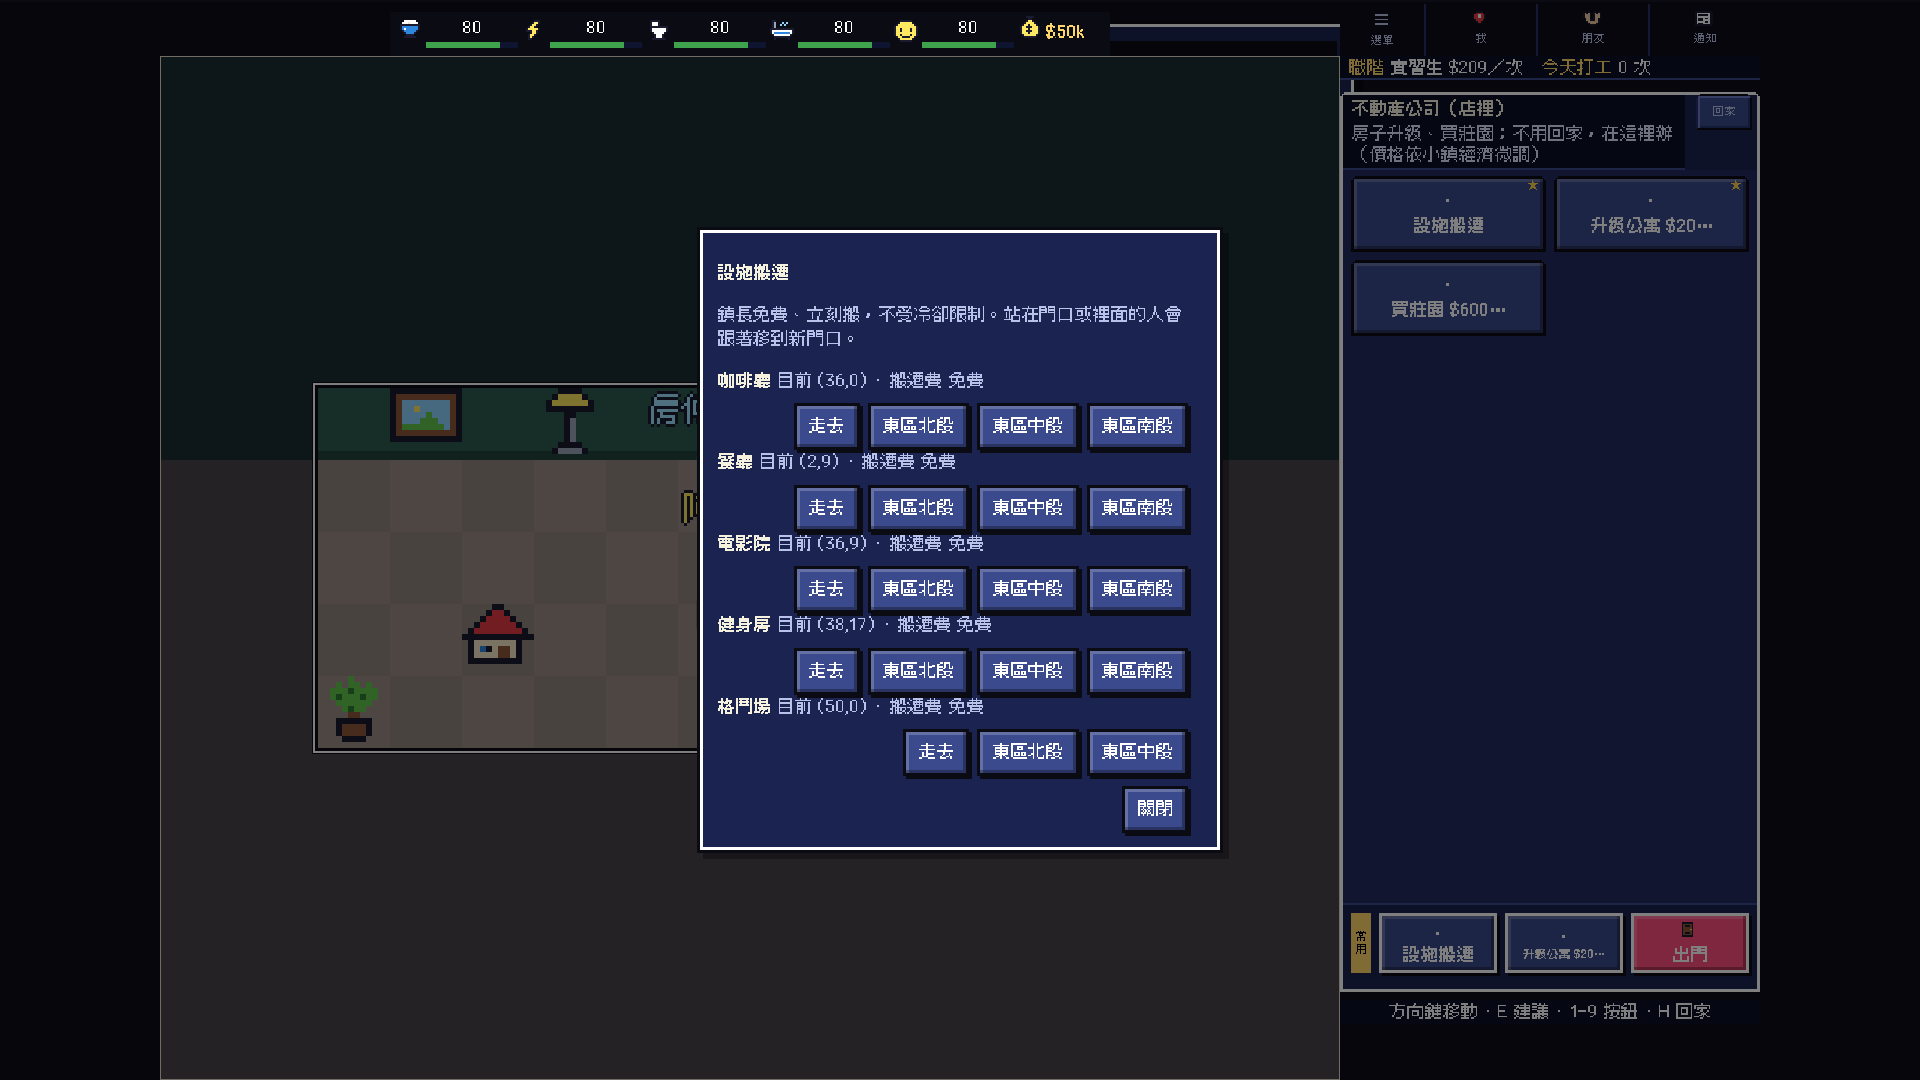 80 80 80 80 80 $50k
選單 我 朋友 通知
職階 實習生 $209／次 今天打工 0 次
不動產公司（店裡）
回家
房子升級、買莊園；不用回家，在這裡辦
（價格依小鎮經濟微調）
設施搬遷
升級公寓 $20…
買莊園 $600…
設施搬遷
鎮長免費、立刻搬，不受冷卻限制。站在門口或裡面的人會
跟著移到新門口。
咖啡廳 目前 (36,0) · 搬遷費 免費
走去 東區北段 東區中段 東區南段
餐廳 目前 (2,9) · 搬遷費 免費
走去 東區北段 東區中段 東區南段
電影院 目前 (36,9) · 搬遷費 免費
走去 東區北段 東區中段 東區南段
健身房 目前 (38,17) · 搬遷費 免費
走去 東區北段 東區中段 東區南段
格鬥場 目前 (50,0) · 搬遷費 免費
走去 東區北段 東區中段
關閉
常用
設施搬遷
升級公寓 $20…
出門
方向鍵移動 · E 建議 · 1-9 按鈕 · H 回家